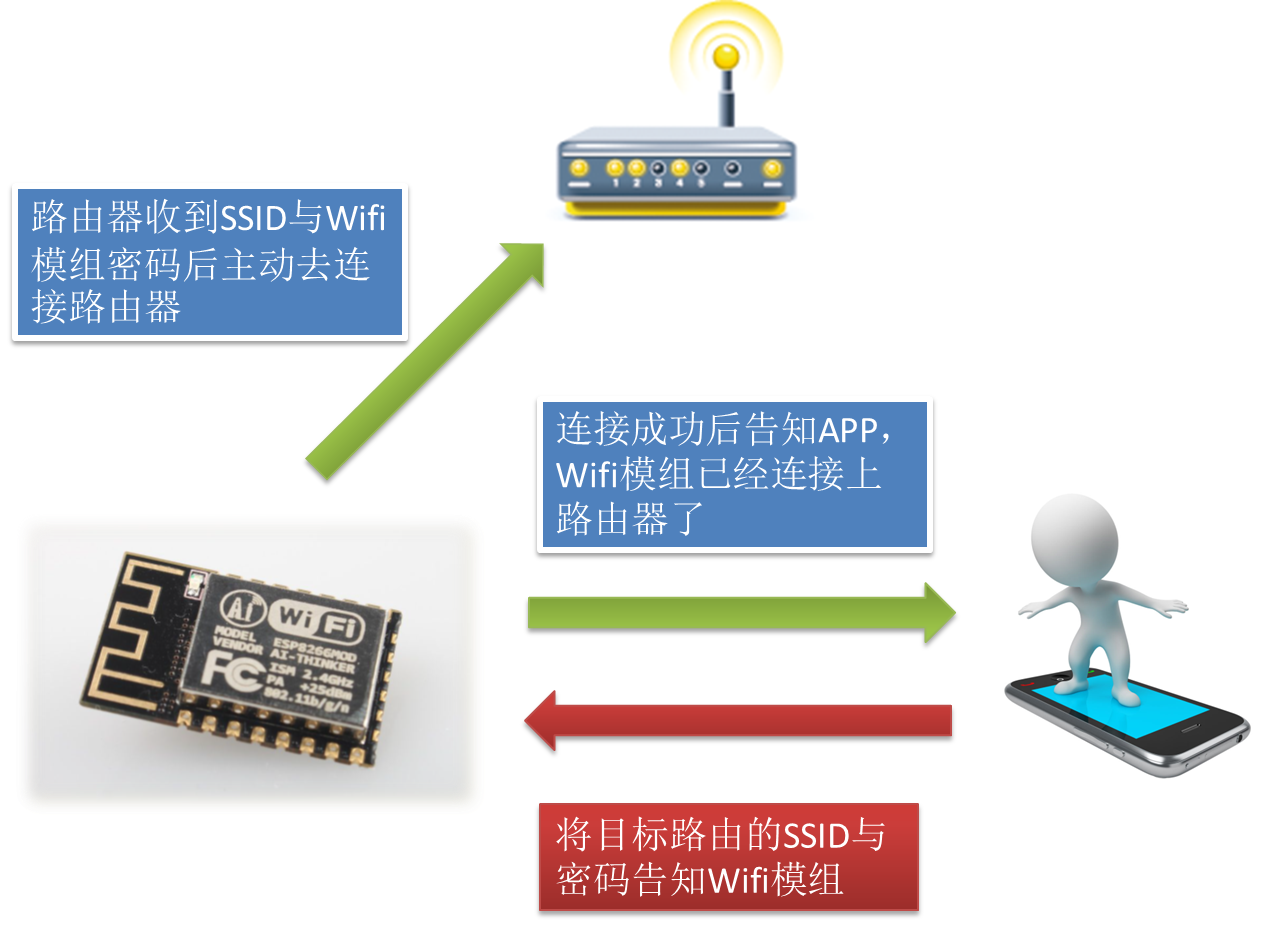 1 2 3 4 5
路由器收到SSID与Wifi
模组密码后主动去连
接路由器
连接成功后告知APP，
Wifi模组已经连接上
路由器了
Ai WiFi
MODEL ESP8266MOD
VENDOR AI-THINKER
FC ISM 2.4GHz
PA +25dBm
802.11b/g/n
将目标路由的SSID与
密码告知Wifi模组